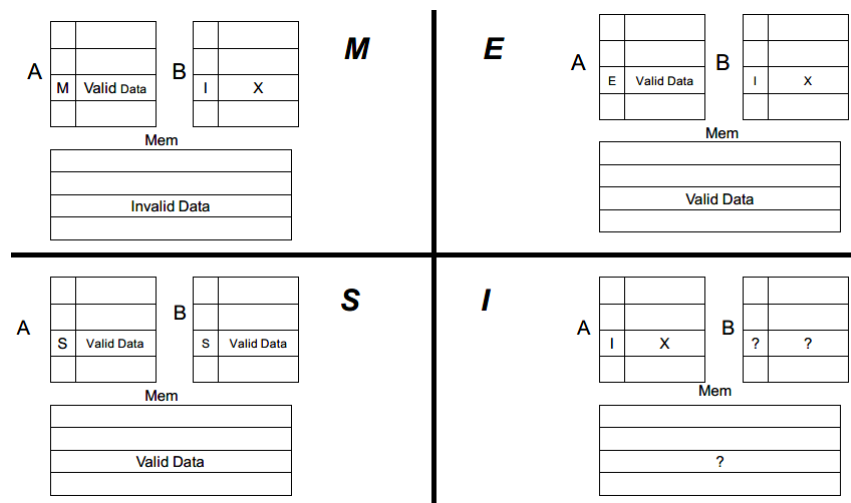 M
A
B
M Valid Data
I X
Mem
Invalid Data
E
A
B
E Valid Data
I X
Mem
Valid Data
S
A
B
S Valid Data
S Valid Data
Mem
Valid Data
I
A
B
I X
? ?
Mem
?